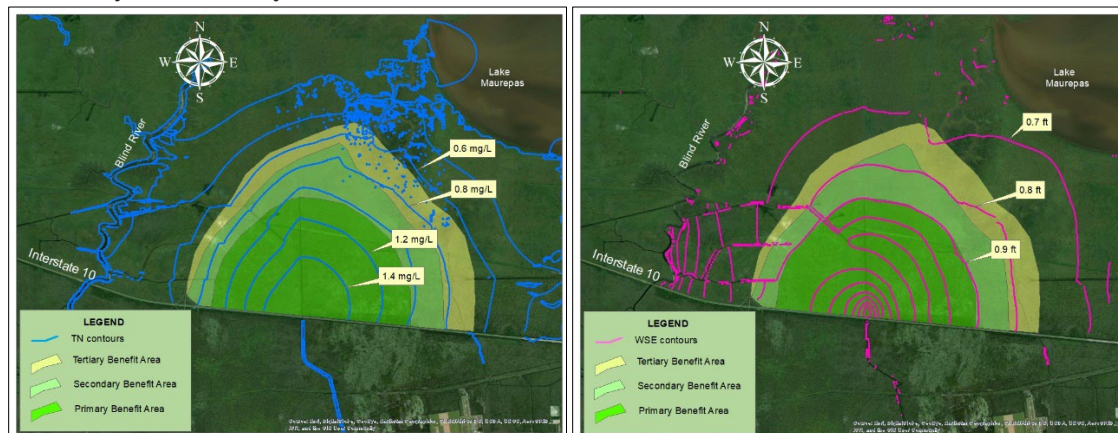 N
W
E
S
Lake
Maurepas
Blind River
0.6 mg/L
0.8 mg/L
1.2 mg/L
1.4 mg/L
Interstate 10
LEGEND
TN contours
Tertiary Benefit Area
Secondary Benefit Area
Primary Benefit Area
N
W
E
S
Lake
Maurepas
Blind River
0.7 ft
0.8 ft
0.9 ft
Interstate 10
LEGEND
WSE contours
Tertiary Benefit Area
Secondary Benefit Area
Primary Benefit Area